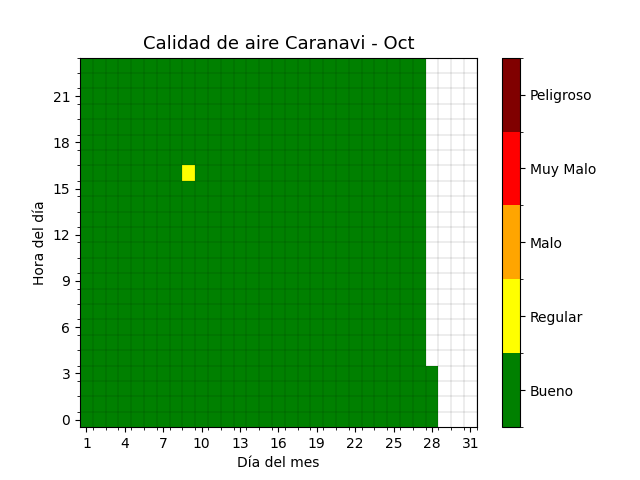 Calidad de aire Caranavi - Oct
Hora del día
21
18
15
12
9
6
3
0
1 4 7 10 13 16 19 22 25 28 31
Día del mes
Peligroso
Muy Malo
Malo
Regular
Bueno